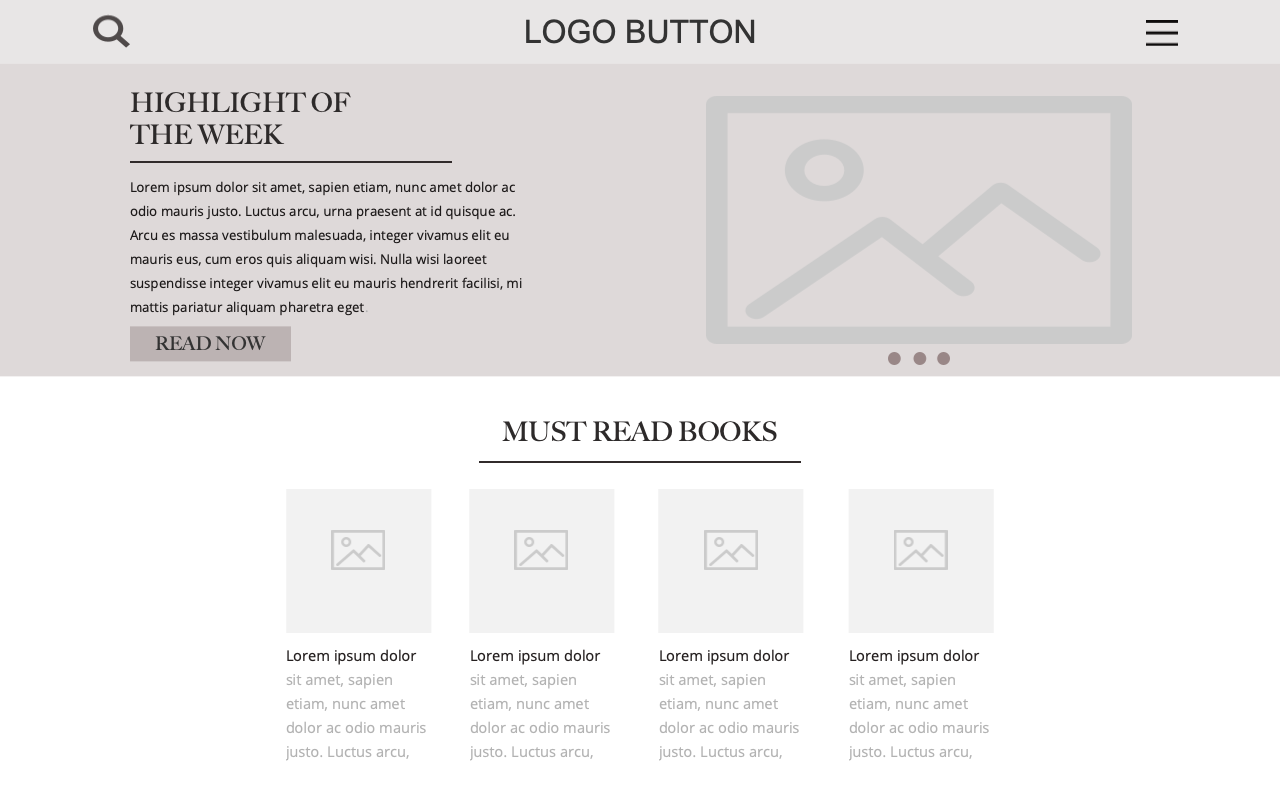 LOGO BUTTON
HIGHLIGHT OF
THE WEEK
Lorem ipsum dolor sit amet, sapien etiam, nunc amet dolor ac
odio mauris justo. Luctus arcu, urna praesent at id quisque ac.
Arcu es massa vestibulum malesuada, integer vivamus elit eu
mauris eus, cum eros quis aliquam wisi. Nulla wisi laoreet
suspendisse integer vivamus elit eu mauris hendrerit facilisi, mi
mattis pariatur aliquam pharetra eget.
READ NOW
MUST READ BOOKS
Lorem ipsum dolor
sit amet, sapien
etiam, nunc amet
dolor ac odio mauris
justo. Luctus arcu,
Lorem ipsum dolor
sit amet, sapien
etiam, nunc amet
dolor ac odio mauris
justo. Luctus arcu,
Lorem ipsum dolor
sit amet, sapien
etiam, nunc amet
dolor ac odio mauris
justo. Luctus arcu,
Lorem ipsum dolor
sit amet, sapien
etiam, nunc amet
dolor ac odio mauris
justo. Luctus arcu,